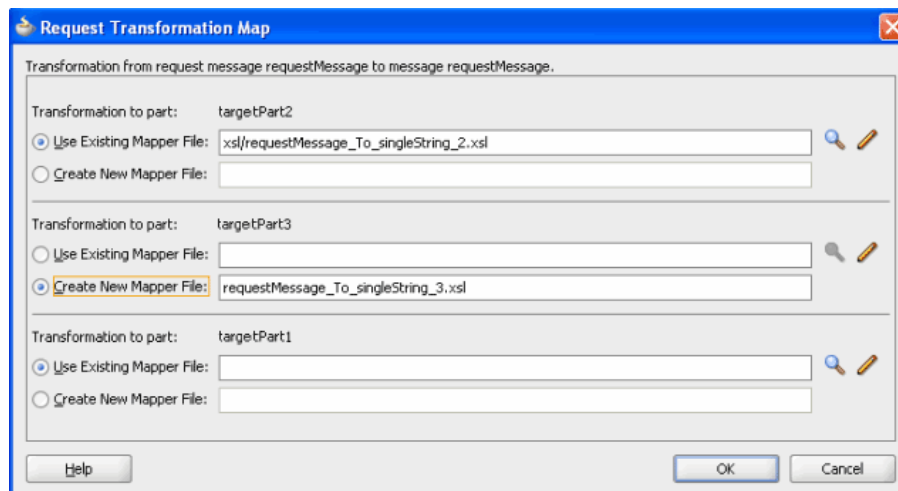 Request Transformation Map
Transformation from request message requestMessage to message requestMessage.
Transformation to part: targetPart2
Use Existing Mapper File: xsl/requestMessage_To_singleString_2.xsl
Create New Mapper File:
Transformation to part: targetPart3
Use Existing Mapper File:
Create New Mapper File: requestMessage_To_singleString_3.xsl
Transformation to part: targetPart1
Use Existing Mapper File:
Create New Mapper File:
Help OK Cancel